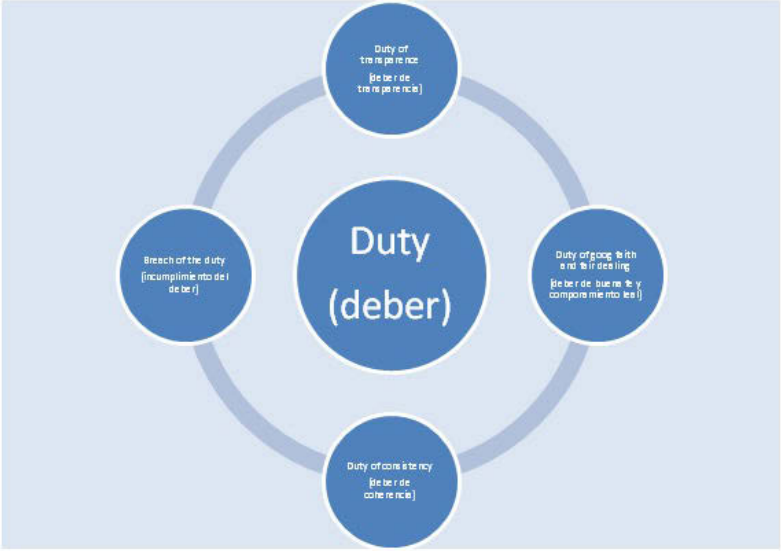 Duty of
transparence
[deber de
transparencia]
Duty
(deber)
Breach of the duty
[incumplimiento del
deber]
Duty of goog faith
and fair dealing
[deber de buena fe y
comporamiento leal]
Duty of consistency
[deber de
coherencia]